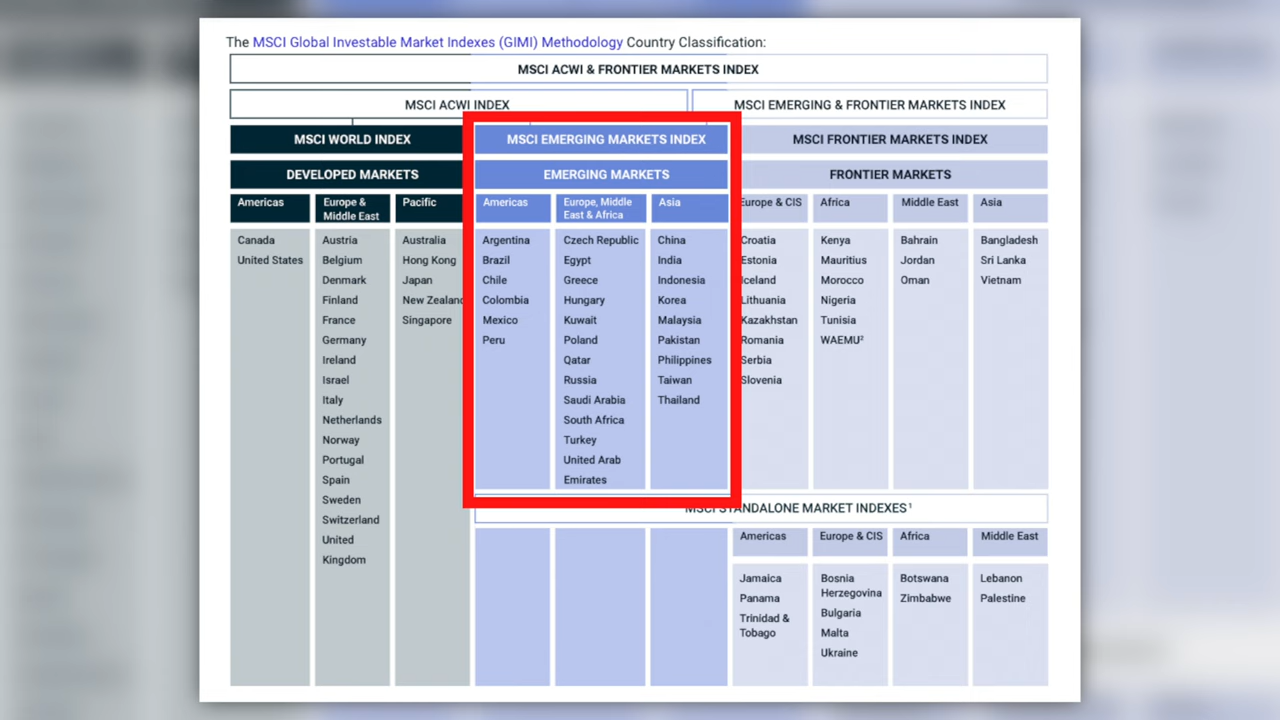 The MSCI Global Investable Market Indexes (GIMI) Methodology Country Classification:
MSCI ACWI & FRONTIER MARKETS INDEX
MSCI ACWI INDEX
MSCI EMERGING & FRONTIER MARKETS INDEX
MSCI WORLD INDEX
MSCI EMERGING MARKETS INDEX
MSCI FRONTIER MARKETS INDEX
DEVELOPED MARKETS
EMERGING MARKETS
FRONTIER MARKETS
Americas
Canada
United States
Europe &
Middle East
Austria
Belgium
Denmark
Finland
France
Germany
Ireland
Israel
Italy
Netherlands
Norway
Portugal
Spain
Sweden
Switzerland
United
Kingdom
Pacific
Australia
Hong Kong
Japan
New Zealand
Singapore
Americas
Argentina
Brazil
Chile
Colombia
Mexico
Peru
Europe, Middle
East & Africa
Czech Republic
Egypt
Greece
Hungary
Kuwait
Poland
Qatar
Russia
Saudi Arabia
South Africa
Turkey
United Arab
Emirates
Asia
China
India
Indonesia
Korea
Malaysia
Pakistan
Philippines
Taiwan
Thailand
Europe & CIS
Croatia
Estonia
Iceland
Lithuania
Kazakhstan
Romania
Serbia
Slovenia
Africa
Kenya
Mauritius
Morocco
Nigeria
Tunisia
WAEMU²
Middle East
Bahrain
Jordan
Oman
Asia
Bangladesh
Sri Lanka
Vietnam
MSCI STANDALONE MARKET INDEXES¹
Americas
Jamaica
Panama
Trinidad &
Tobago
Europe & CIS
Bosnia
Herzegovina
Bulgaria
Malta
Ukraine
Africa
Botswana
Zimbabwe
Middle East
Lebanon
Palestine